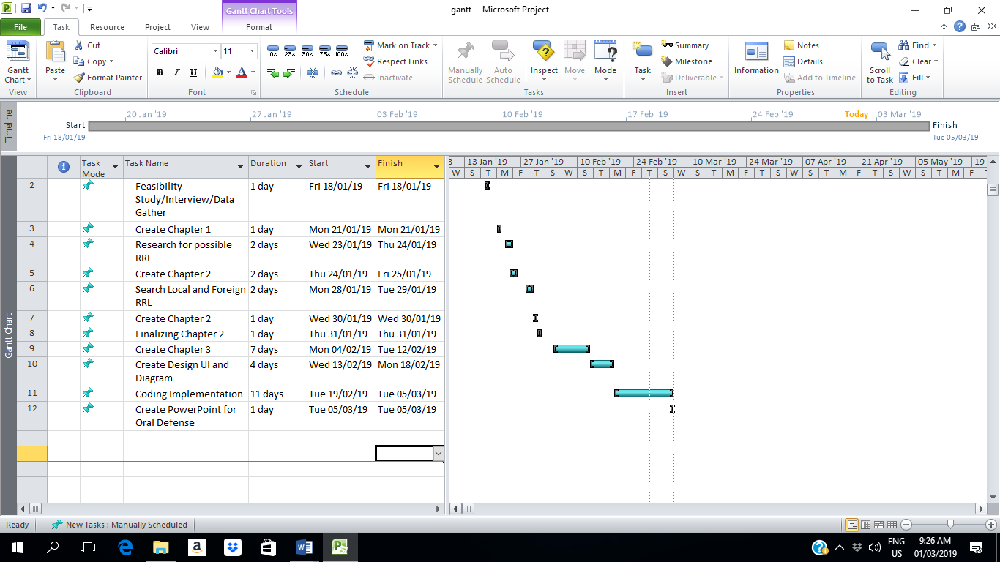 gantt - Microsoft Project
Gantt Chart Tools
File Task Resource Project View Format
Gantt Chart
View
Paste
Cut
Copy
Format Painter
Clipboard
Calibri 11
B I U A
Font
0% 25% 50% 75% 100%
Mark on Track
Respect Links
Inactivate
Schedule
Manually Schedule
Auto Schedule
Inspect
Move
Mode
Tasks
Task
Summary
Milestone
Deliverable
Insert
Information
Notes
Details
Add to Timeline
Properties
Scroll to Task
Find
Clear
Fill
Editing
Timeline
20 Jan '19 27 Jan '19 03 Feb '19 10 Feb '19 17 Feb '19 24 Feb '19 Today 03 Mar '19
Start
Fri 18/01/19
Finish
Tue 05/03/19
Gantt Chart
Task Mode Task Name Duration Start Finish
3 13 Jan '19 27 Jan '19 10 Feb '19 24 Feb '19 10 Mar '19 24 Mar '19 07 Apr '19 21 Apr '19 05 May '19 19
W S T M F T S W S T M F T S W S T M F T S W S T M F T S W S T M F
2 Feasibility Study/Interview/Data Gather 1 day Fri 18/01/19 Fri 18/01/19
3 Create Chapter 1 1 day Mon 21/01/19 Mon 21/01/19
4 Research for possible RRL 2 days Wed 23/01/19 Thu 24/01/19
5 Create Chapter 2 2 days Thu 24/01/19 Fri 25/01/19
6 Search Local and Foreign RRL 2 days Mon 28/01/19 Tue 29/01/19
7 Create Chapter 2 1 day Wed 30/01/19 Wed 30/01/19
8 Finalizing Chapter 2 1 day Thu 31/01/19 Thu 31/01/19
9 Create Chapter 3 7 days Mon 04/02/19 Tue 12/02/19
10 Create Design UI and Diagram 4 days Wed 13/02/19 Mon 18/02/19
11 Coding Implementation 11 days Tue 19/02/19 Tue 05/03/19
12 Create PowerPoint for Oral Defense 1 day Tue 05/03/19 Tue 05/03/19
Ready New Tasks : Manually Scheduled
ENG US
9:26 AM
01/03/2019